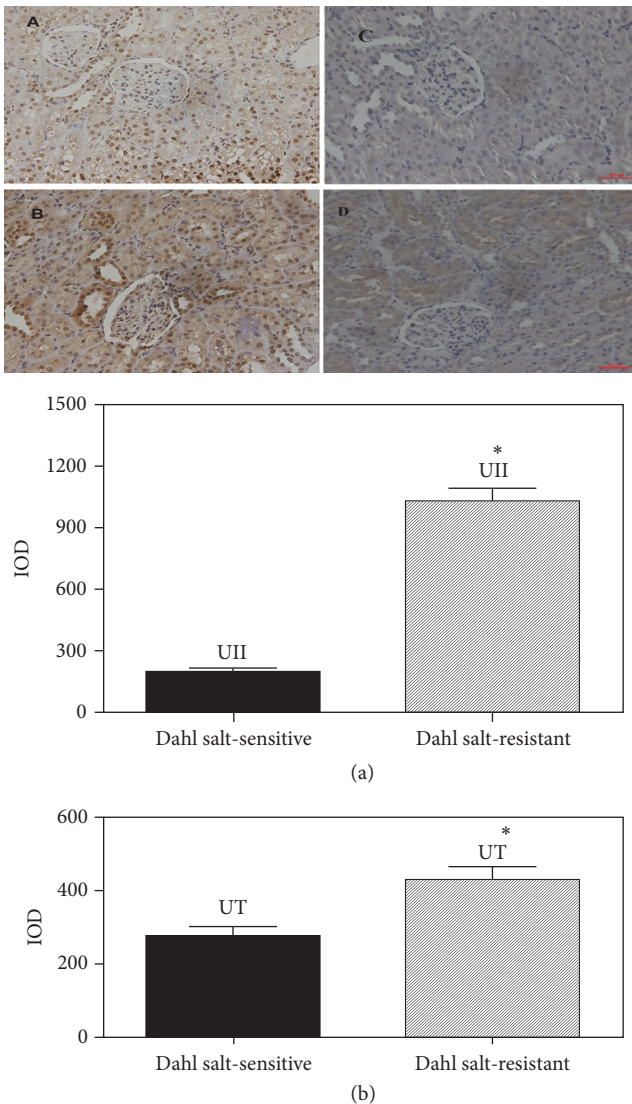 A
C
B
D
1500
1200
900
600
300
0
IOD
UII
*
UII
Dahl salt-sensitive
Dahl salt-resistant
(a)
600
400
200
0
IOD
UT
*
UT
Dahl salt-sensitive
Dahl salt-resistant
(b)